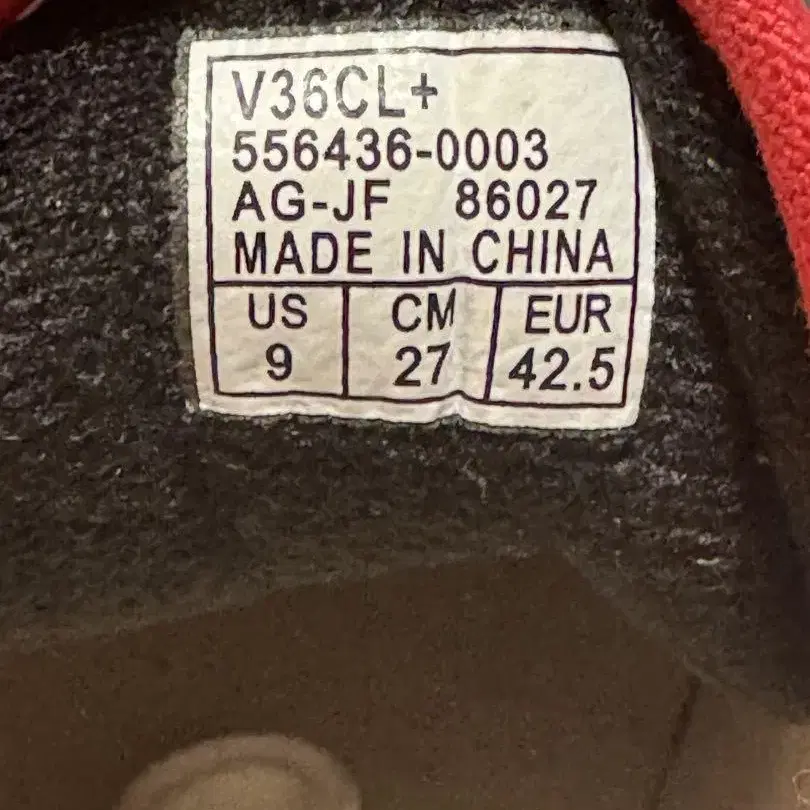 V36CL+
556436-0003
AG-JF 86027
MADE IN CHINA
US CM EUR
9 27 42.5